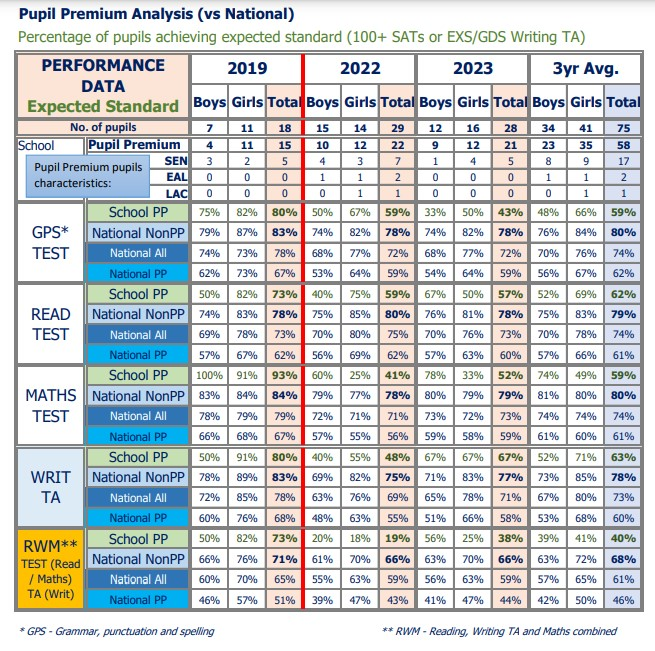 Pupil Premium Analysis (vs National)
Percentage of pupils achieving expected standard (100+ SATs or EXS/GDS Writing TA)
PERFORMANCE DATA Expected Standard 2019 2022 2023 3yr Avg.
Boys Girls Total Boys Girls Total Boys Girls Total Boys Girls Total
No. of pupils 7 11 18 15 14 29 12 16 28 34 41 75
School Pupil Premium 4 11 15 10 12 22 9 12 21 23 35 58
Pupil Premium pupils characteristics:
SEN 3 2 5 4 3 7 1 4 5 8 9 17
EAL 0 0 0 1 1 2 0 0 0 1 1 2
LAC 0 0 0 0 1 1 0 0 0 0 1 1
GPS* TEST
School PP 75% 82% 80% 50% 67% 59% 33% 50% 43% 48% 66% 59%
National NonPP 79% 87% 83% 74% 82% 78% 74% 82% 78% 76% 84% 80%
National All 74% 73% 78% 68% 77% 72% 68% 77% 72% 70% 76% 74%
National PP 62% 73% 67% 53% 64% 59% 54% 64% 59% 56% 67% 62%
READ TEST
School PP 50% 82% 73% 40% 75% 59% 67% 50% 57% 52% 69% 62%
National NonPP 74% 83% 78% 75% 85% 80% 76% 81% 78% 75% 83% 79%
National All 69% 78% 73% 70% 80% 75% 70% 76% 73% 70% 78% 74%
National PP 57% 67% 62% 56% 69% 62% 57% 63% 60% 57% 66% 61%
MATHS TEST
School PP 100% 91% 93% 60% 25% 41% 78% 33% 52% 74% 49% 59%
National NonPP 83% 84% 84% 79% 77% 78% 80% 79% 79% 81% 80% 80%
National All 78% 79% 79% 72% 71% 71% 73% 72% 73% 74% 74% 74%
National PP 66% 68% 67% 57% 55% 56% 59% 58% 59% 61% 60% 61%
WRIT TA
School PP 50% 91% 80% 40% 55% 48% 67% 67% 67% 52% 71% 63%
National NonPP 78% 89% 83% 69% 82% 75% 71% 83% 77% 73% 85% 78%
National All 72% 85% 78% 63% 76% 69% 65% 78% 71% 67% 80% 73%
National PP 60% 76% 68% 48% 63% 55% 51% 66% 58% 53% 68% 60%
RWM** TEST (Read / Maths) TA (Writ)
School PP 50% 82% 73% 20% 18% 19% 56% 25% 38% 39% 41% 40%
National NonPP 66% 76% 71% 61% 70% 66% 63% 70% 66% 63% 72% 68%
National All 60% 70% 65% 55% 63% 59% 56% 63% 59% 57% 65% 61%
National PP 46% 57% 51% 39% 47% 43% 41% 47% 44% 42% 50% 46%
* GPS - Grammar, punctuation and spelling ** RWM - Reading, Writing TA and Maths combined